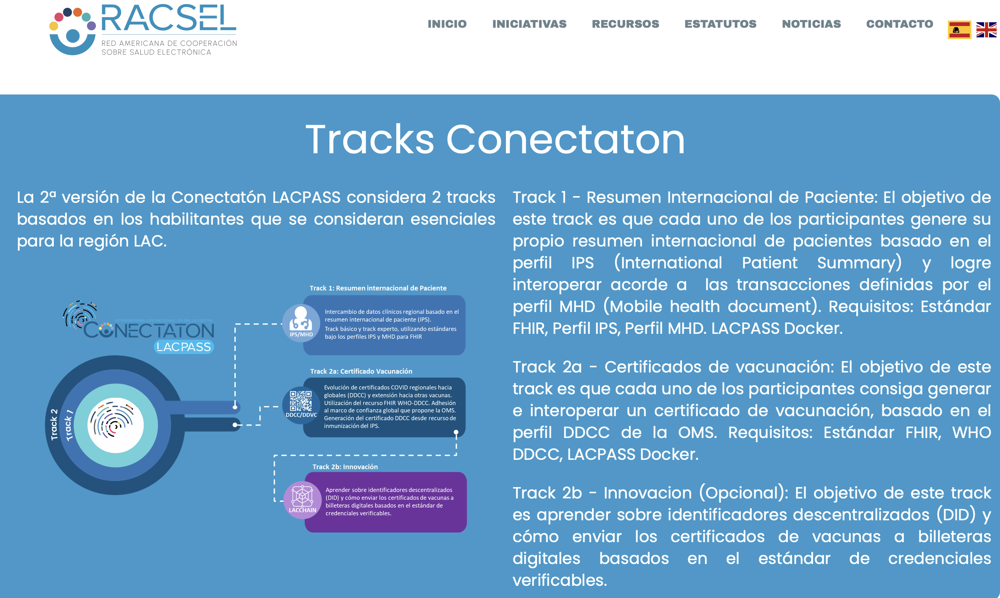 RACSEL
RED AMERICANA DE COOPERACIÓN
SOBRE SALUD ELECTRÓNICA
INICIO INICIATIVAS RECURSOS ESTATUTOS NOTICIAS CONTACTO
Tracks Conectaton
La 2ª versión de la Conectatón LACPASS considera 2 tracks
basados en los habilitantes que se consideran esenciales
para la región LAC.
INTEROPERABILIDAD REGIONAL EN SALUD DIGITAL
CONECTATON
LACPASS
Track 2
Track 1
Track 1: Resumen internacional de Paciente
IPS/MHD
Intercambio de datos clínicos regional basado en el
resumen internacional de paciente (IPS).
Track básico y track experto, utilizando estándares
bajo los perfiles IPS y MHD para FHIR
Track 2a: Certificado Vacunación
DDCC/DDVC
Evolución de certificados COVID regionales hacia
globales (DDCC) y extensión hacia otras vacunas.
Utilización del recurso FHIR WHO-DDCC. Adhesión
al marco de confianza global que propone la OMS.
Generación del certificado DDCC desde recurso de
inmunización del IPS.
Track 2b: Innovación
LACCHAIN
Aprender sobre identificadores descentralizados
(DID) y cómo enviar los certificados de vacunas a
billeteras digitales basados en el estándar de
credenciales verificables.
Track 1 - Resumen Internacional de Paciente: El objetivo de
este track es que cada uno de los participantes genere su
propio resumen internacional de pacientes basado en el
perfil IPS (International Patient Summary) y logre
interoperar acorde a las transacciones definidas por el
perfil MHD (Mobile health document). Requisitos: Estándar
FHIR, Perfil IPS, Perfil MHD. LACPASS Docker.
Track 2a - Certificados de vacunación: El objetivo de este
track es que cada uno de los participantes consiga generar
e interoperar un certificado de vacunación, basado en el
perfil DDCC de la OMS. Requisitos: Estándar FHIR, WHO
DDCC, LACPASS Docker.
Track 2b - Innovacion (Opcional): El objetivo de este track
es aprender sobre identificadores descentralizados (DID) y
cómo enviar los certificados de vacunas a billeteras
digitales basados en el estándar de credenciales
verificables.